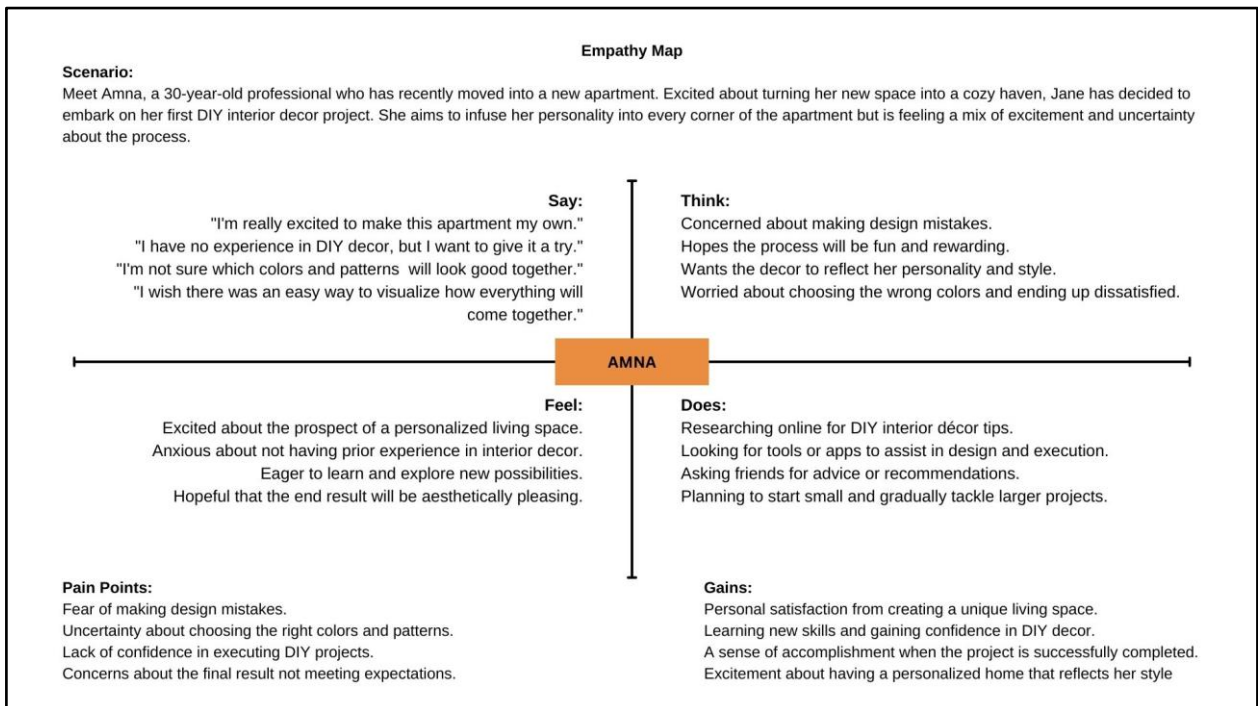 Empathy Map
Scenario:
Meet Amna, a 30-year-old professional who has recently moved into a new apartment. Excited about turning her new space into a cozy haven, Jane has decided to
embark on her first DIY interior decor project. She aims to infuse her personality into every corner of the apartment but is feeling a mix of excitement and uncertainty
about the process.
Say:
"I'm really excited to make this apartment my own."
"I have no experience in DIY decor, but I want to give it a try."
"I'm not sure which colors and patterns  will look good together."
"I wish there was an easy way to visualize how everything will
come together."
Think:
Concerned about making design mistakes.
Hopes the process will be fun and rewarding.
Wants the decor to reflect her personality and style.
Worried about choosing the wrong colors and ending up dissatisfied.
AMNA
Feel:
Excited about the prospect of a personalized living space.
Anxious about not having prior experience in interior decor.
Eager to learn and explore new possibilities.
Hopeful that the end result will be aesthetically pleasing.
Does:
Researching online for DIY interior décor tips.
Looking for tools or apps to assist in design and execution.
Asking friends for advice or recommendations.
Planning to start small and gradually tackle larger projects.
Pain Points:
Fear of making design mistakes.
Uncertainty about choosing the right colors and patterns.
Lack of confidence in executing DIY projects.
Concerns about the final result not meeting expectations.
Gains:
Personal satisfaction from creating a unique living space.
Learning new skills and gaining confidence in DIY decor.
A sense of accomplishment when the project is successfully completed.
Excitement about having a personalized home that reflects her style